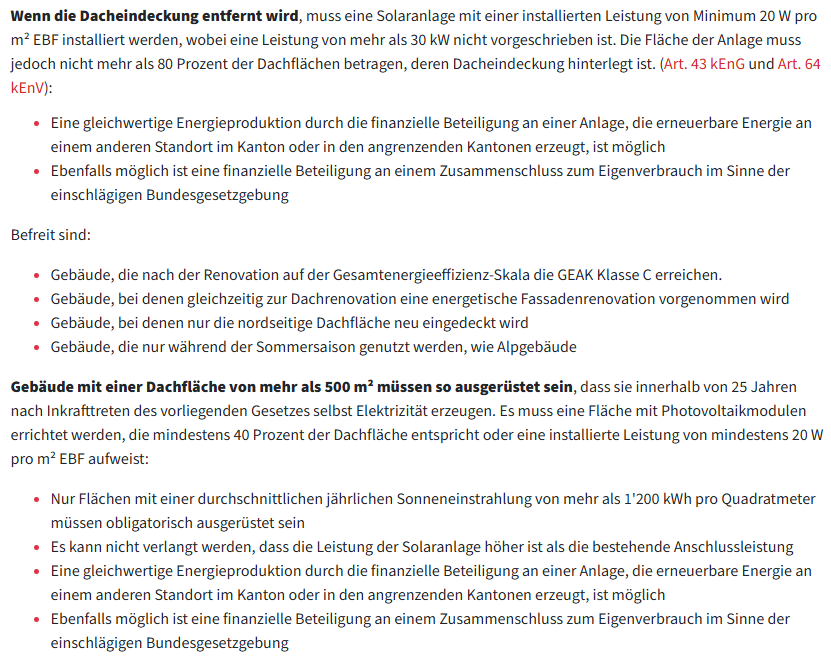 Wenn die Dacheindeckung entfernt wird, muss eine Solaranlage mit einer installierten Leistung von Minimum 20 W pro
m² EBF installiert werden, wobei eine Leistung von mehr als 30 kW nicht vorgeschrieben ist. Die Fläche der Anlage muss
jedoch nicht mehr als 80 Prozent der Dachflächen betragen, deren Dacheindeckung hinterlegt ist. (Art. 43 kEnG und Art. 64
kEnV):
• Eine gleichwertige Energieproduktion durch die finanzielle Beteiligung an einer Anlage, die erneuerbare Energie an
einem anderen Standort im Kanton oder in den angrenzenden Kantonen erzeugt, ist möglich
• Ebenfalls möglich ist eine finanzielle Beteiligung an einem Zusammenschluss zum Eigenverbrauch im Sinne der
einschlägigen Bundesgesetzgebung
Befreit sind:
• Gebäude, die nach der Renovation auf der Gesamtenergieeffizienz-Skala die GEAK Klasse C erreichen.
• Gebäude, bei denen gleichzeitig zur Dachrenovation eine energetische Fassadenrenovation vorgenommen wird
• Gebäude, bei denen nur die nordseitige Dachfläche neu eingedeckt wird
• Gebäude, die nur während der Sommersaison genutzt werden, wie Alpgebäude
Gebäude mit einer Dachfläche von mehr als 500 m² müssen so ausgerüstet sein, dass sie innerhalb von 25 Jahren
nach Inkrafttreten des vorliegenden Gesetzes selbst Elektrizität erzeugen. Es muss eine Fläche mit Photovoltaikmodulen
errichtet werden, die mindestens 40 Prozent der Dachfläche entspricht oder eine installierte Leistung von mindestens 20 W
pro m² EBF aufweist:
• Nur Flächen mit einer durchschnittlichen jährlichen Sonneneinstrahlung von mehr als 1'200 kWh pro Quadratmeter
müssen obligatorisch ausgerüstet sein
• Es kann nicht verlangt werden, dass die Leistung der Solaranlage höher ist als die bestehende Anschlussleistung
• Eine gleichwertige Energieproduktion durch die finanzielle Beteiligung an einer Anlage, die erneuerbare Energie an
einem anderen Standort im Kanton oder in den angrenzenden Kantonen erzeugt, ist möglich
• Ebenfalls möglich ist eine finanzielle Beteiligung an einem Zusammenschluss zum Eigenverbrauch im Sinne der
einschlägigen Bundesgesetzgebung